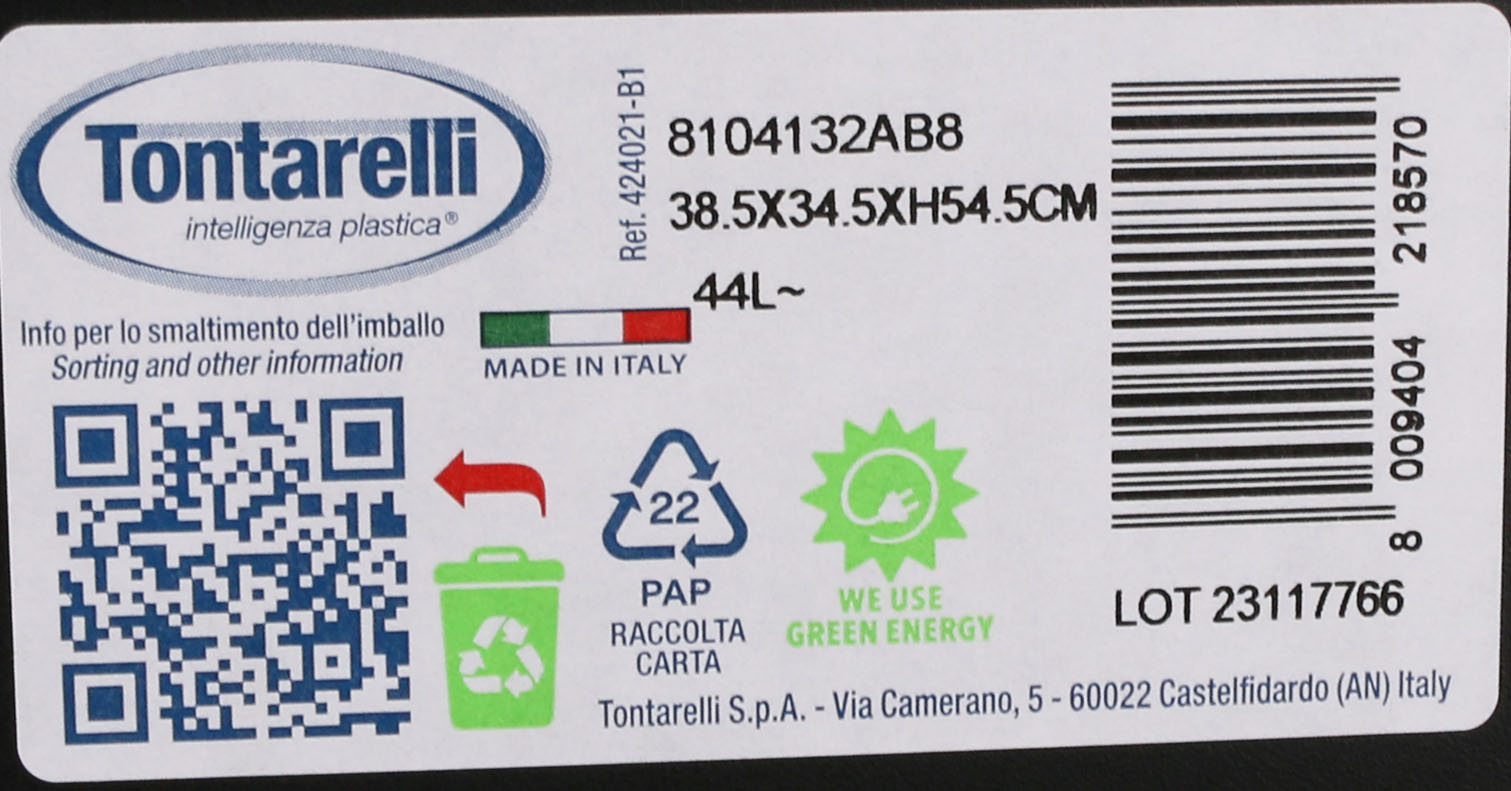 Tontarelli
intelligenza plastica®
Ref. 424021-B1
8104132AB8
38.5X34.5XH54.5CM
44L~
MADE IN ITALY
Info per lo smaltimento dell'imballo
Sorting and other information
22
PAP
RACCOLTA
CARTA
WE USE
GREEN ENERGY
8 009404 218570
LOT 23117766
Tontarelli S.p.A. - Via Camerano, 5 - 60022 Castelfidardo (AN) Italy